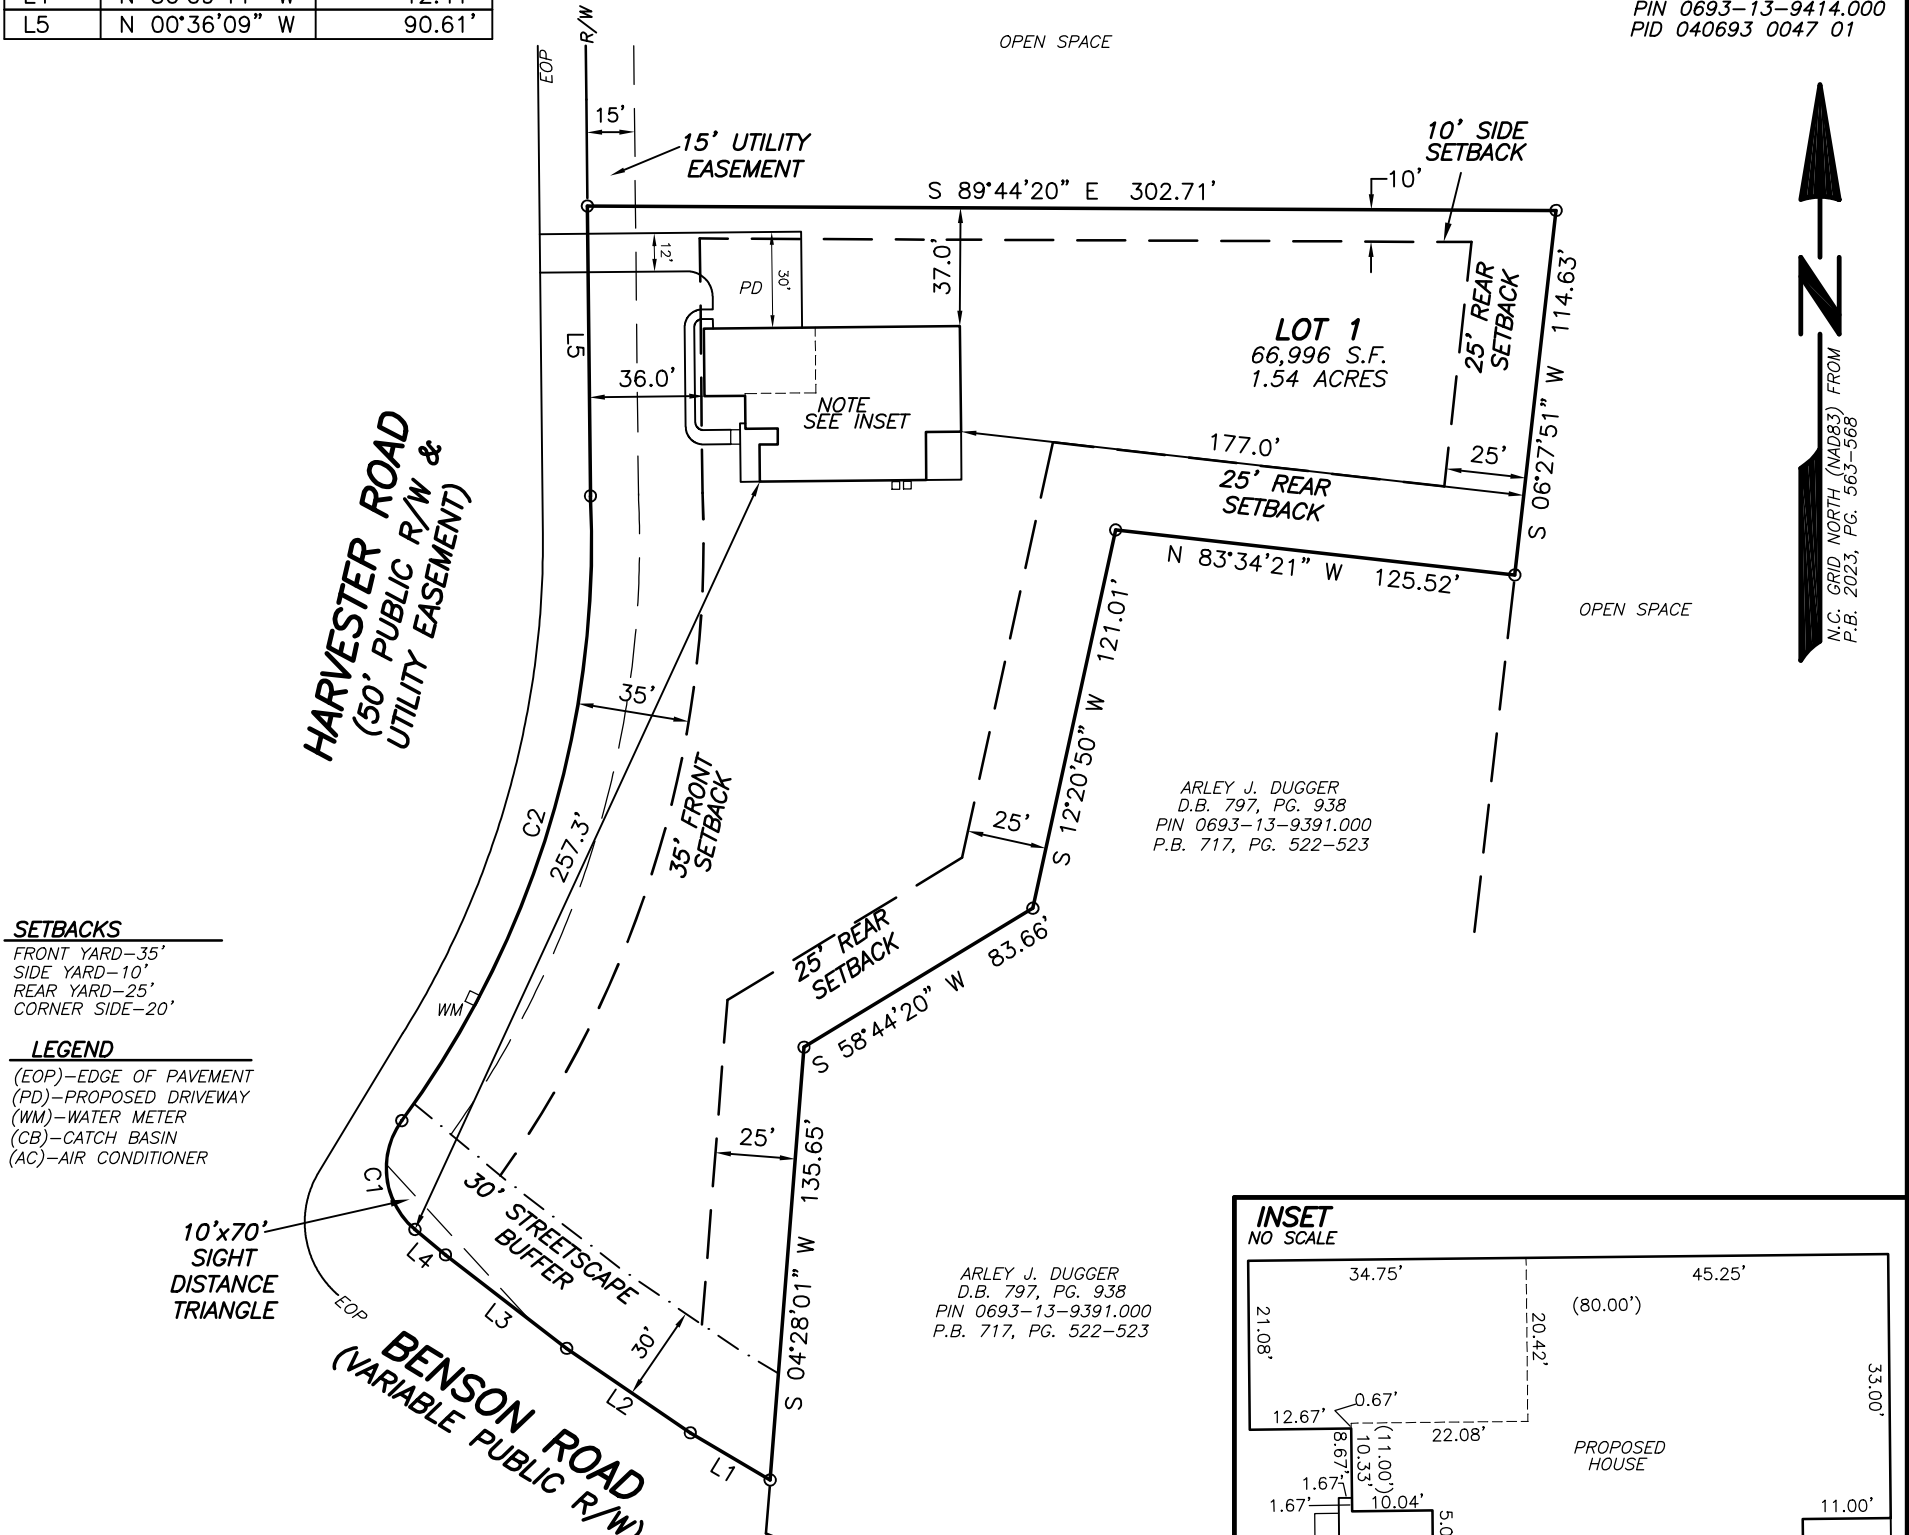 L5 N 00°36'09" W 90.61'
PIN 0693-13-9414.000
PID 040693 0047 01
R/W
EOP
OPEN SPACE
15'
15' UTILITY
EASEMENT
10' SIDE
SETBACK
10'
S 89°44'20" E 302.71'
12'
30'
PD
37.0'
L5
36.0'
NOTE
SEE INSET
LOT 1
66,996 S.F.
1.54 ACRES
25' REAR
SETBACK
S 06°27'51" W 114.63'
N
N.C. GRID NORTH (NAD83) FROM
P.B. 2023, PG. 563-568
177.0'
25'
25' REAR
SETBACK
N 83°34'21" W 125.52'
OPEN SPACE
HARVESTER ROAD
(50' PUBLIC R/W &
UTILITY EASEMENT)
35'
C2
257.3'
35' FRONT
SETBACK
S 12°20'50" W 121.01'
25'
ARLEY J. DUGGER
D.B. 797, PG. 938
PIN 0693-13-9391.000
P.B. 717, PG. 522-523
25' REAR
SETBACK
S 58°44'20" W 83.66'
SETBACKS
FRONT YARD-35'
SIDE YARD-10'
REAR YARD-25'
CORNER SIDE-20'
WM
LEGEND
(EOP)-EDGE OF PAVEMENT
(PD)-PROPOSED DRIVEWAY
(WM)-WATER METER
(CB)-CATCH BASIN
(AC)-AIR CONDITIONER
25'
S 04°28'01" W 135.65'
C1
10'x70'
SIGHT
DISTANCE
TRIANGLE
30' STREETSCAPE
BUFFER
L4
L3
EOP
30'
L2
L1
BENSON ROAD
(VARIABLE PUBLIC R/W)
ARLEY J. DUGGER
D.B. 797, PG. 938
PIN 0693-13-9391.000
P.B. 717, PG. 522-523
INSET
NO SCALE
34.75'
45.25'
(80.00')
21.08'
20.42'
33.00'
0.67'
12.67'
22.08'
8.67'
10.33'
(11.00')
PROPOSED
HOUSE
1.67'
1.67'
10.04'
11.00'